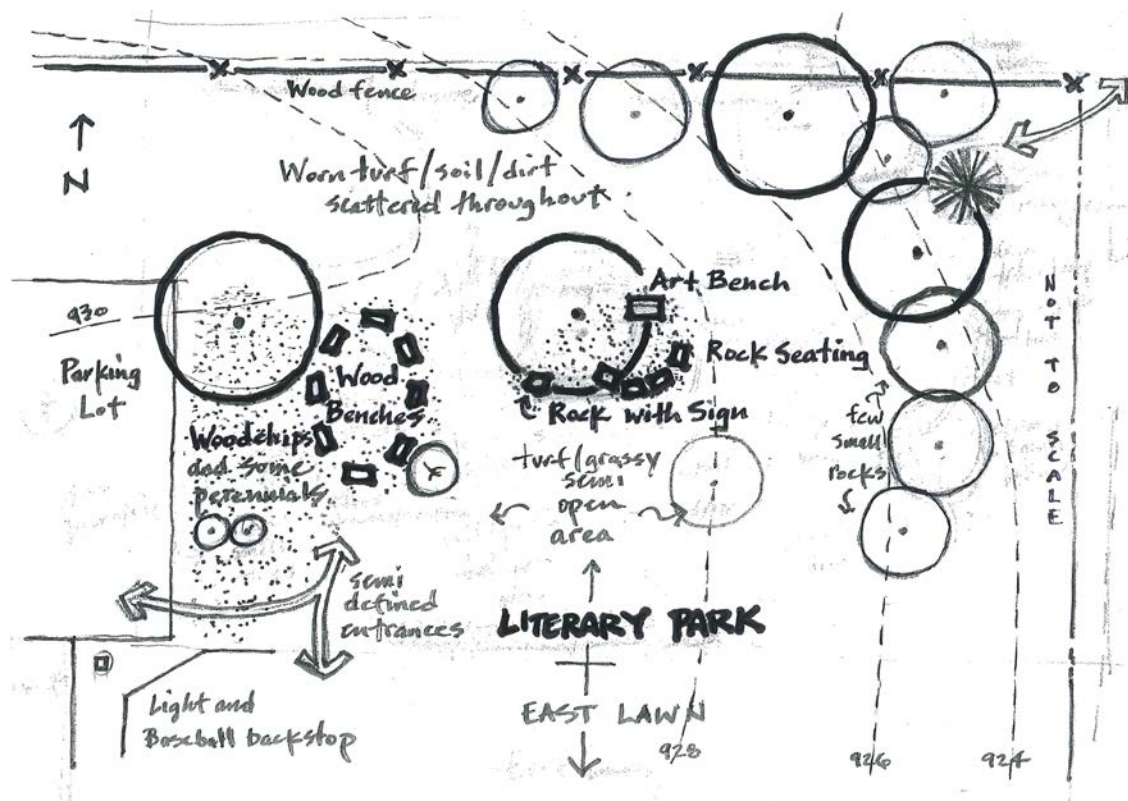 Wood fence
N
Worn turf/soil/dirt
scattered throughout
Art Bench
930
Parking
Lot
Wood
Benches
Rock Seating
Rock with Sign
Woodchips
and some
perennials
turf/grassy
semi
open
area
few
small
rocks
NOT TO SCALE
semi
defined
entrances
LITERARY PARK
Light and
Baseball backstop
EAST LAWN
928
926
924